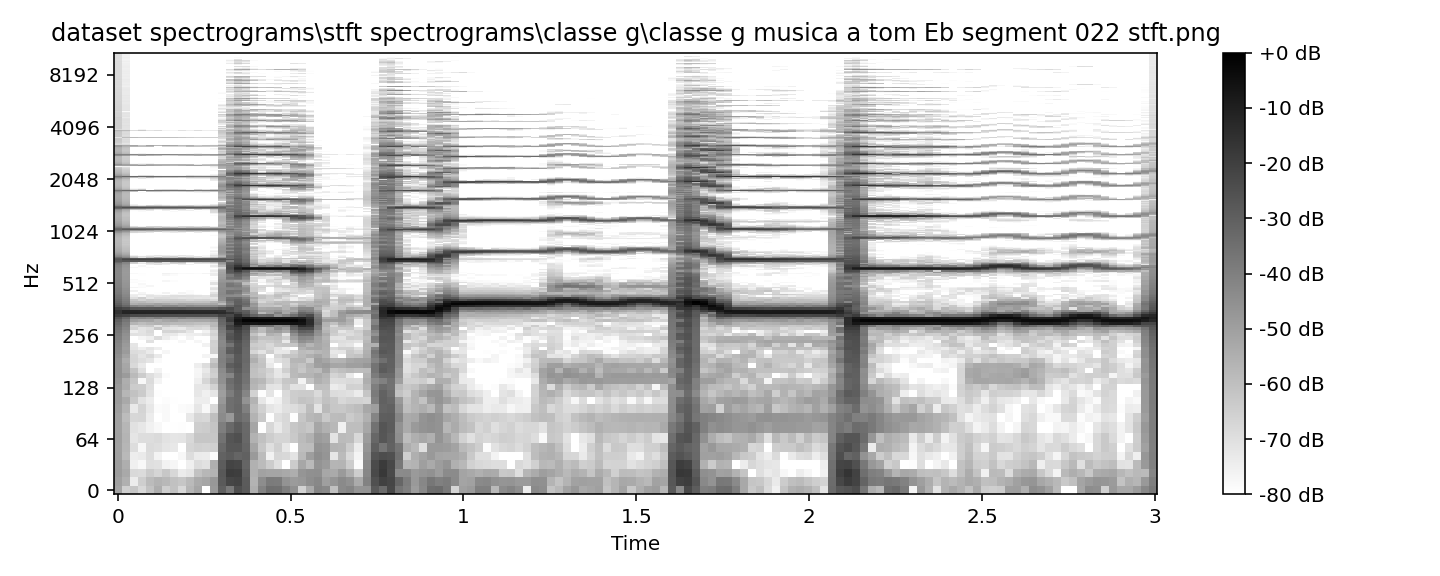 dataset spectrograms\stft spectrograms\classe g\classe g musica a tom Eb segment 022 stft.png
8192
4096
2048
1024
512
256
128
64
0
Hz
0
0.5
1
1.5
2
2.5
3
Time
+0 dB
-10 dB
-20 dB
-30 dB
-40 dB
-50 dB
-60 dB
-70 dB
-80 dB